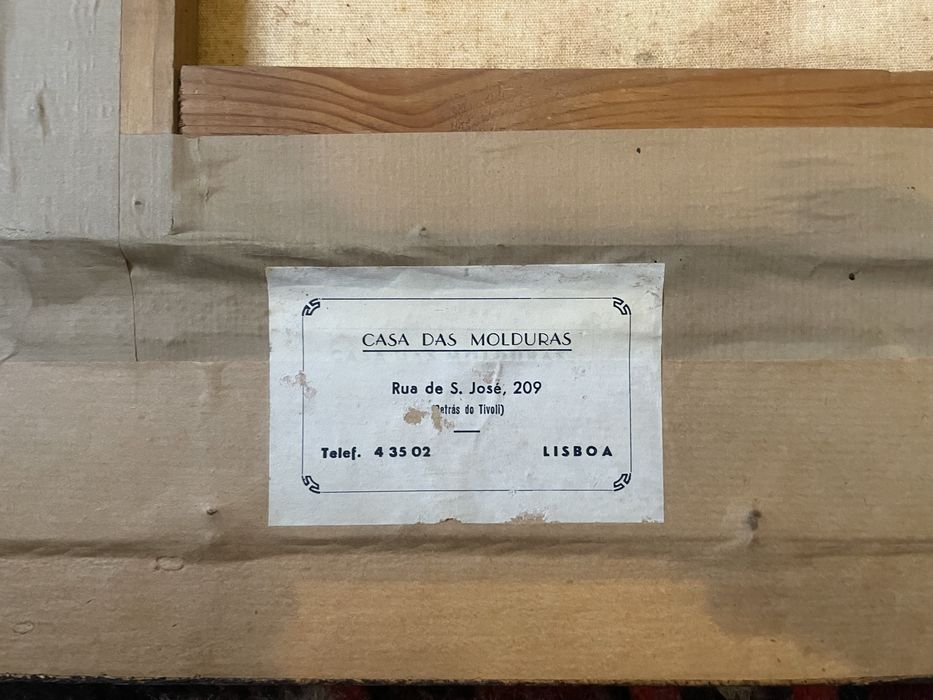 CASA DAS MOLDURAS
Rua de S. José, 209
(Detrás do Tivoli)
Telef. 4 35 02
LISBOA